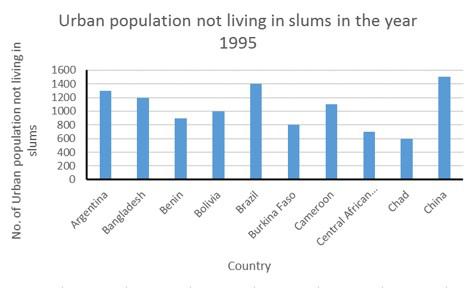 Urban population not living in slums in the year
1995
No. of Urban population not living in
slums
1600
1400
1200
1000
800
600
400
200
0
Argentina
Bangladesh
Benin
Bolivia
Brazil
Burkina Faso
Cameroon
Central African...
Chad
China
Country